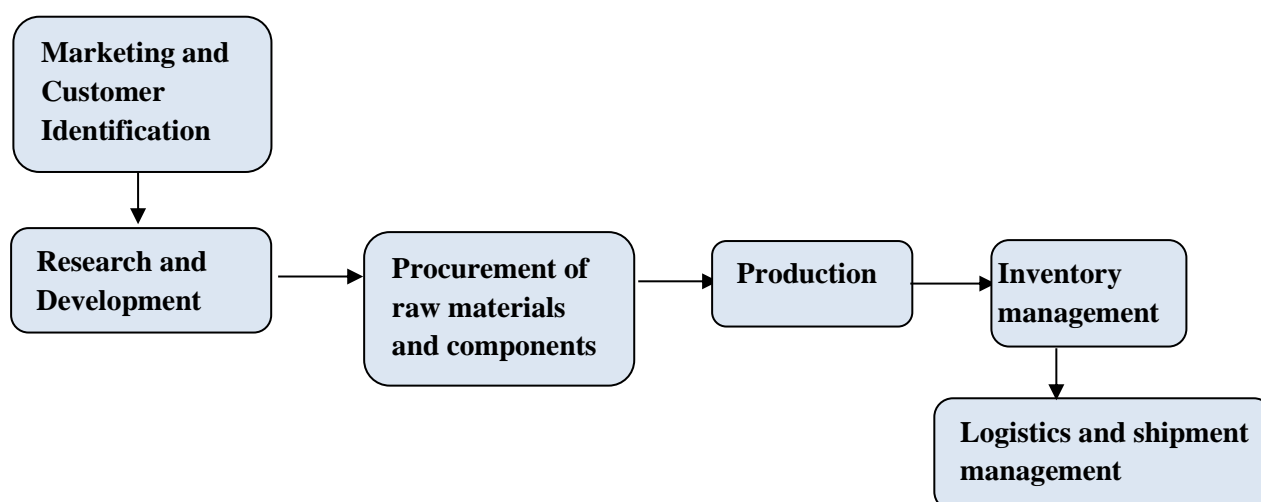 Marketing and
Customer
Identification
Research and
Development
Procurement of
raw materials
and components
Production
Inventory
management
Logistics and shipment
management